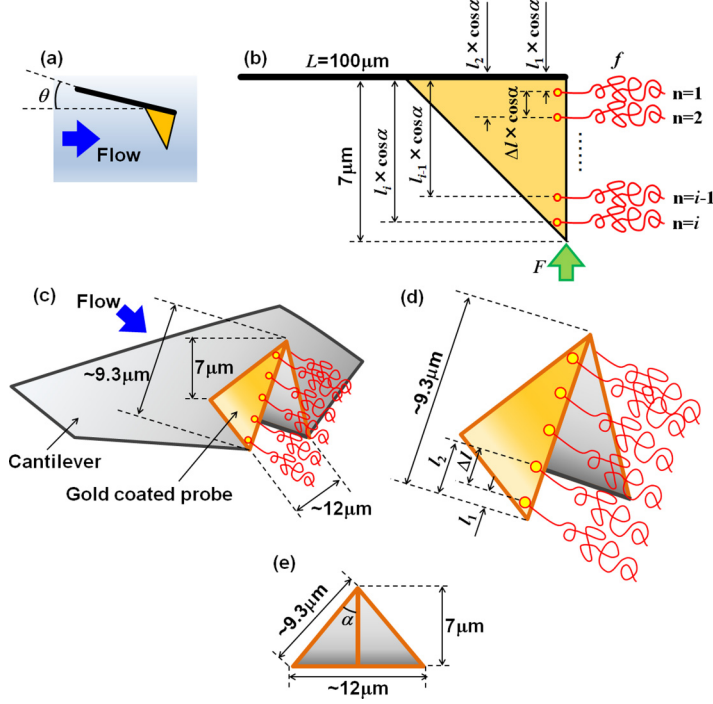 (a)
θ
Flow
(b)
L=100μm
l₂ × cosα
l₁ × cosα
f
n=1
n=2
......
n=i-1
n=i
Δl × cosα
lᵢ₋₁ × cosα
lᵢ × cosα
7μm
F
(c)
Flow
~9.3μm
7μm
Cantilever
Gold coated probe
~12μm
(d)
~9.3μm
Δl
l₂
l₁
(e)
~9.3μm
α
7μm
~12μm